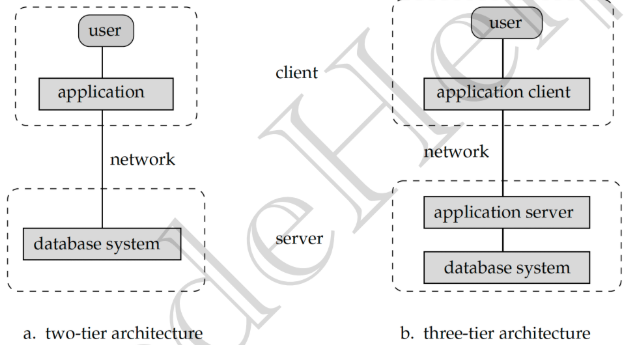 user
application
network
database system
a. two-tier architecture
client
server
user
application client
network
application server
database system
b. three-tier architecture